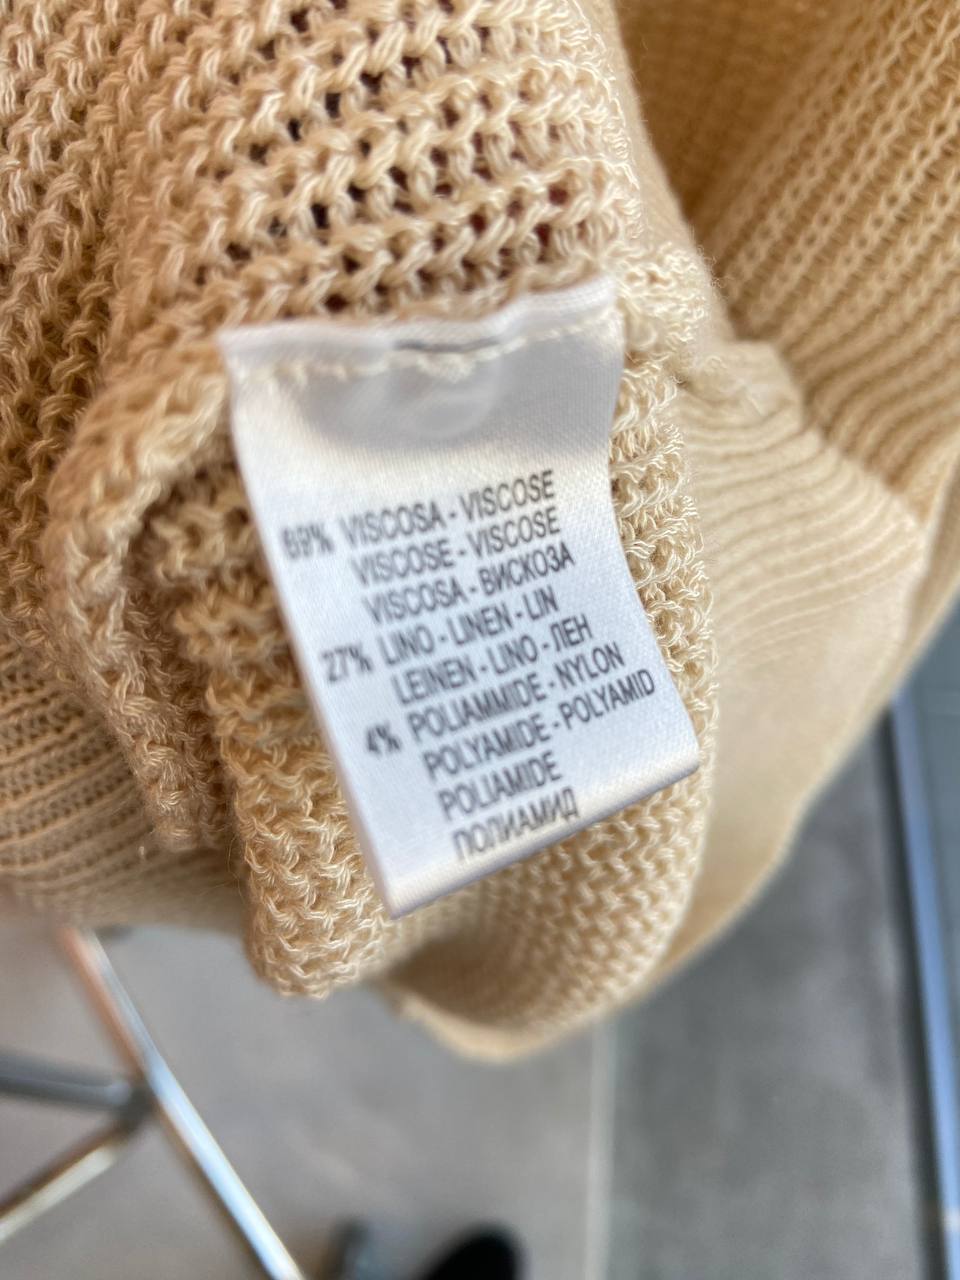 69% VISCOSA - VISCOSE
VISCOSE - VISCOSE
VISCOSA - ВИСКОЗА
27% LINO - LINEN - LIN
LEINEN - LINO - ЛЕН
4% POLIAMMIDE - NYLON
POLYAMIDE - POLYAMID
POLIAMIDE
ПОЛИАМИД